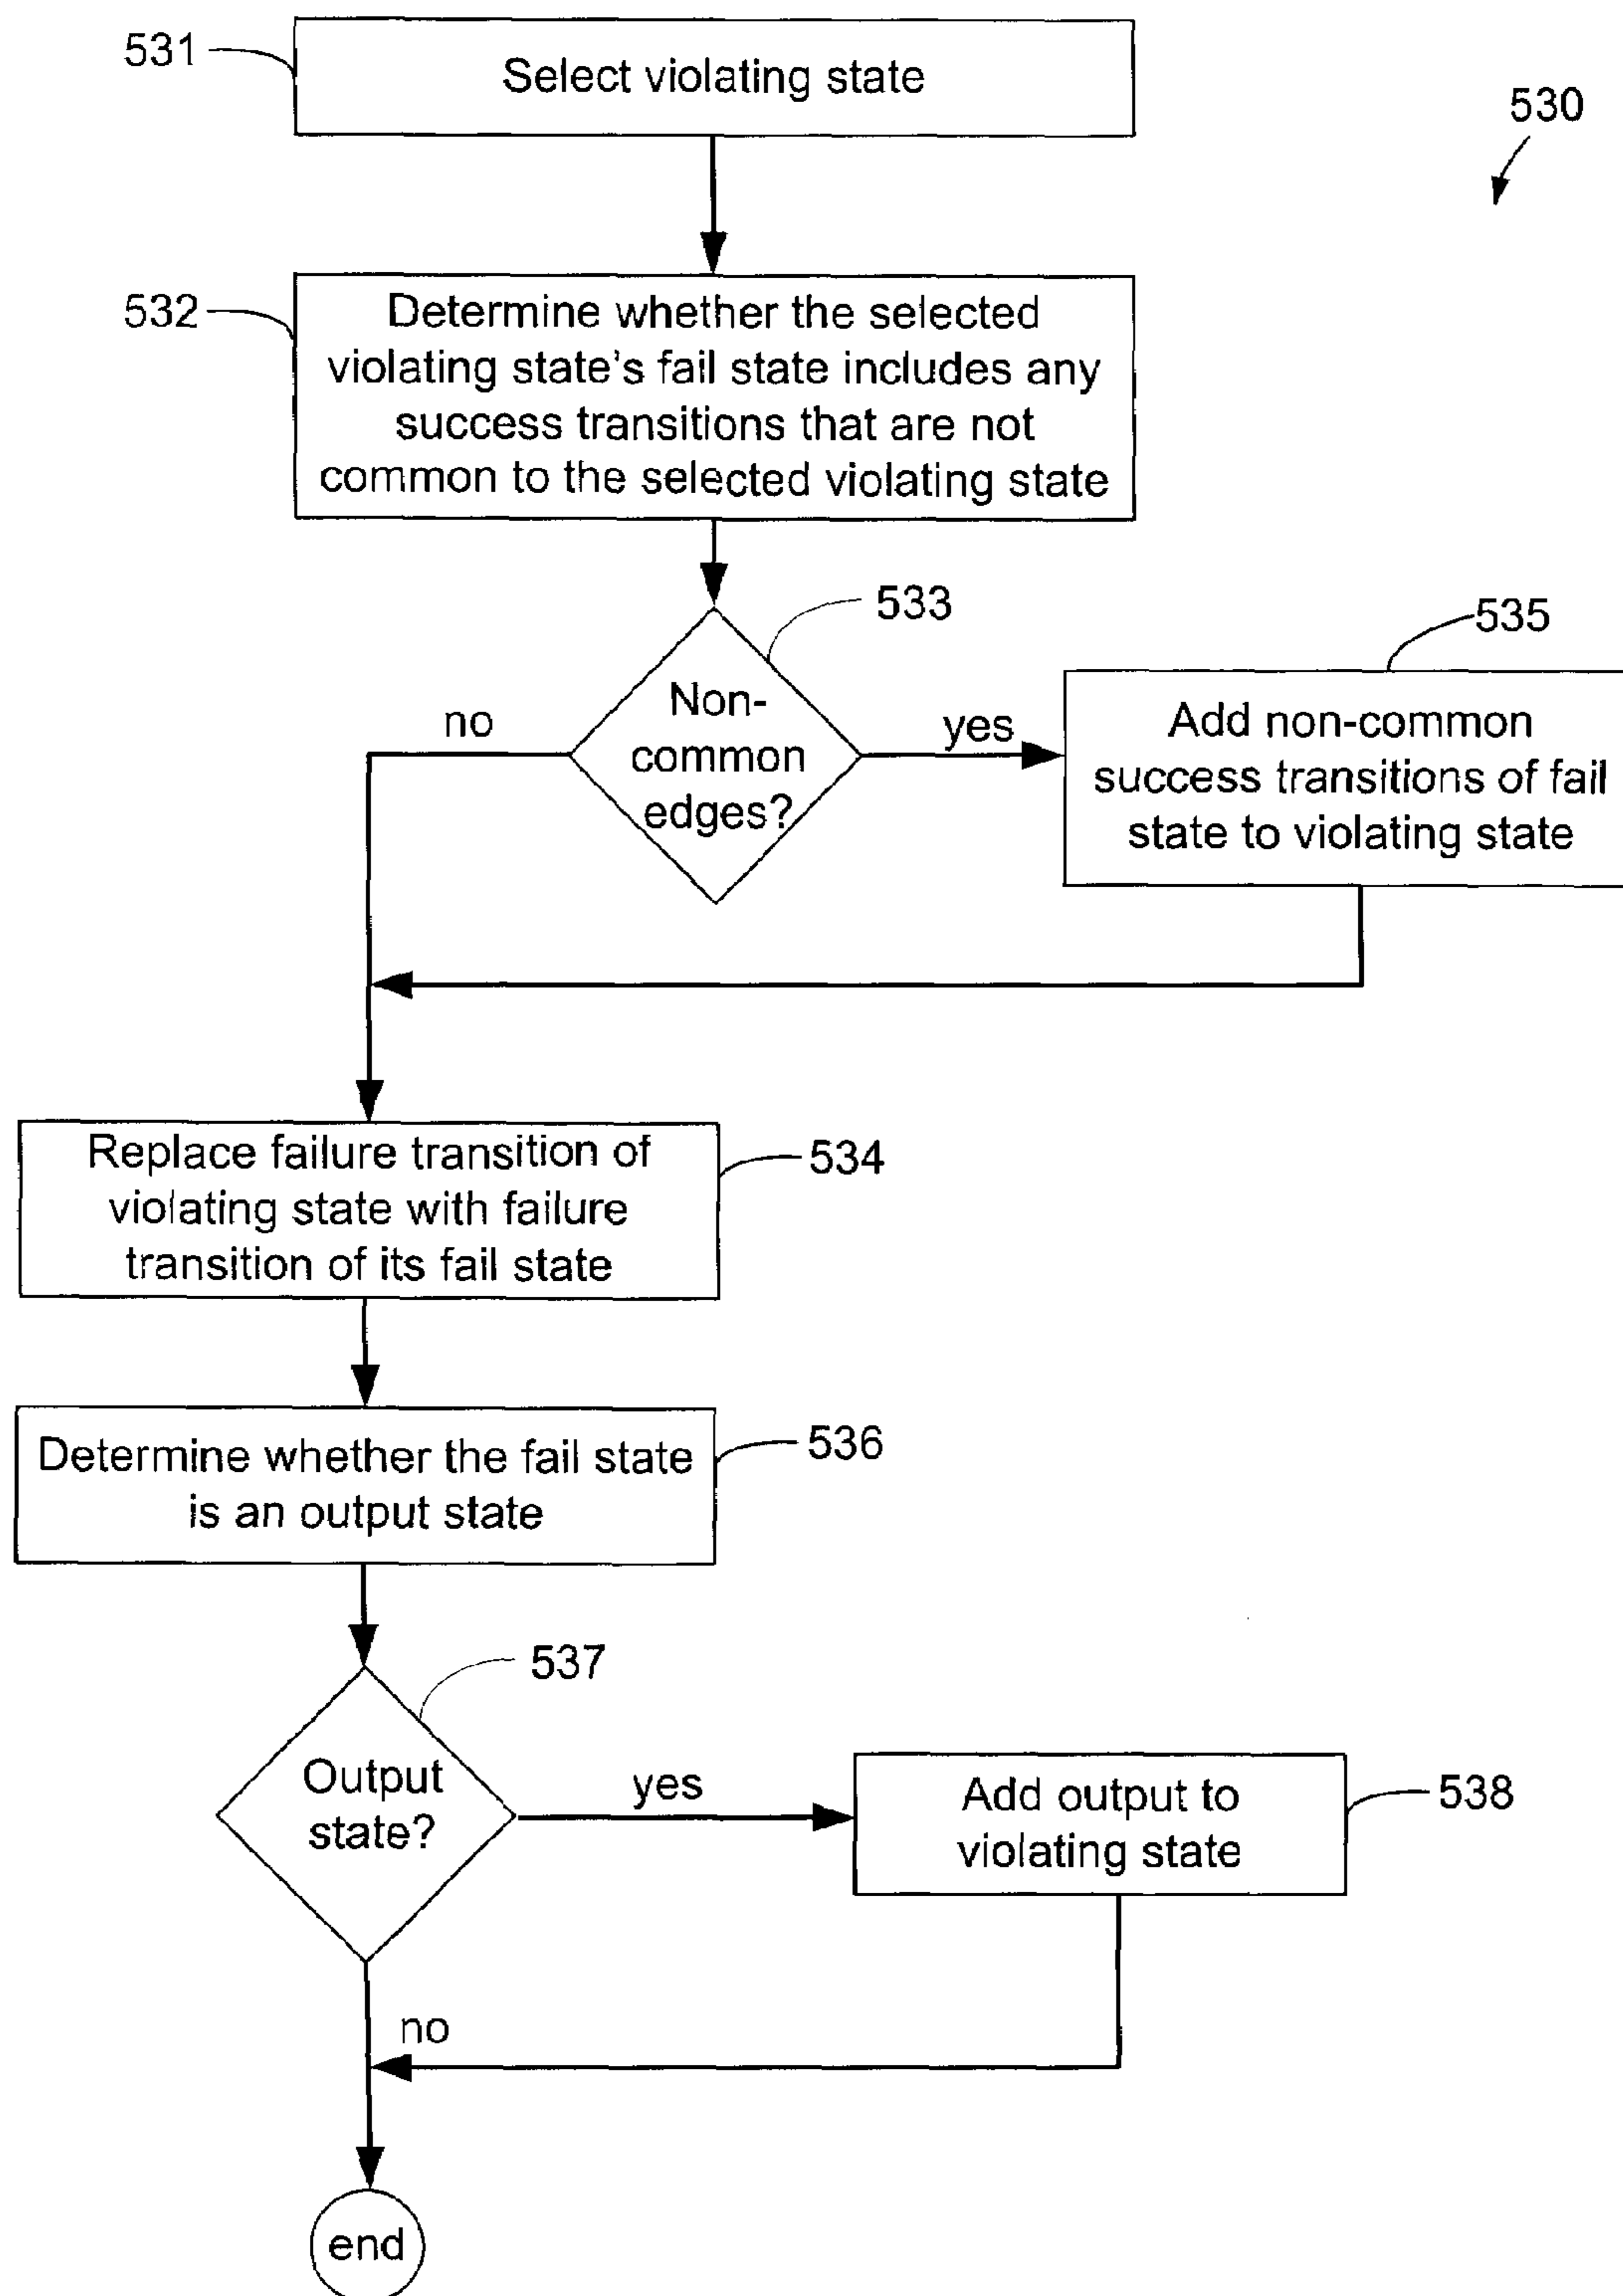 531
Select violating state
530
532
Determine whether the selected
violating state's fail state includes any
success transitions that are not
common to the selected violating state
533
535
Non-
common
edges?
no
yes
Add non-common
success transitions of fail
state to violating state
Replace failure transition of
violating state with failure
transition of its fail state
534
Determine whether the fail state
is an output state
536
537
Output
state?
yes
Add output to
violating state
538
no
end